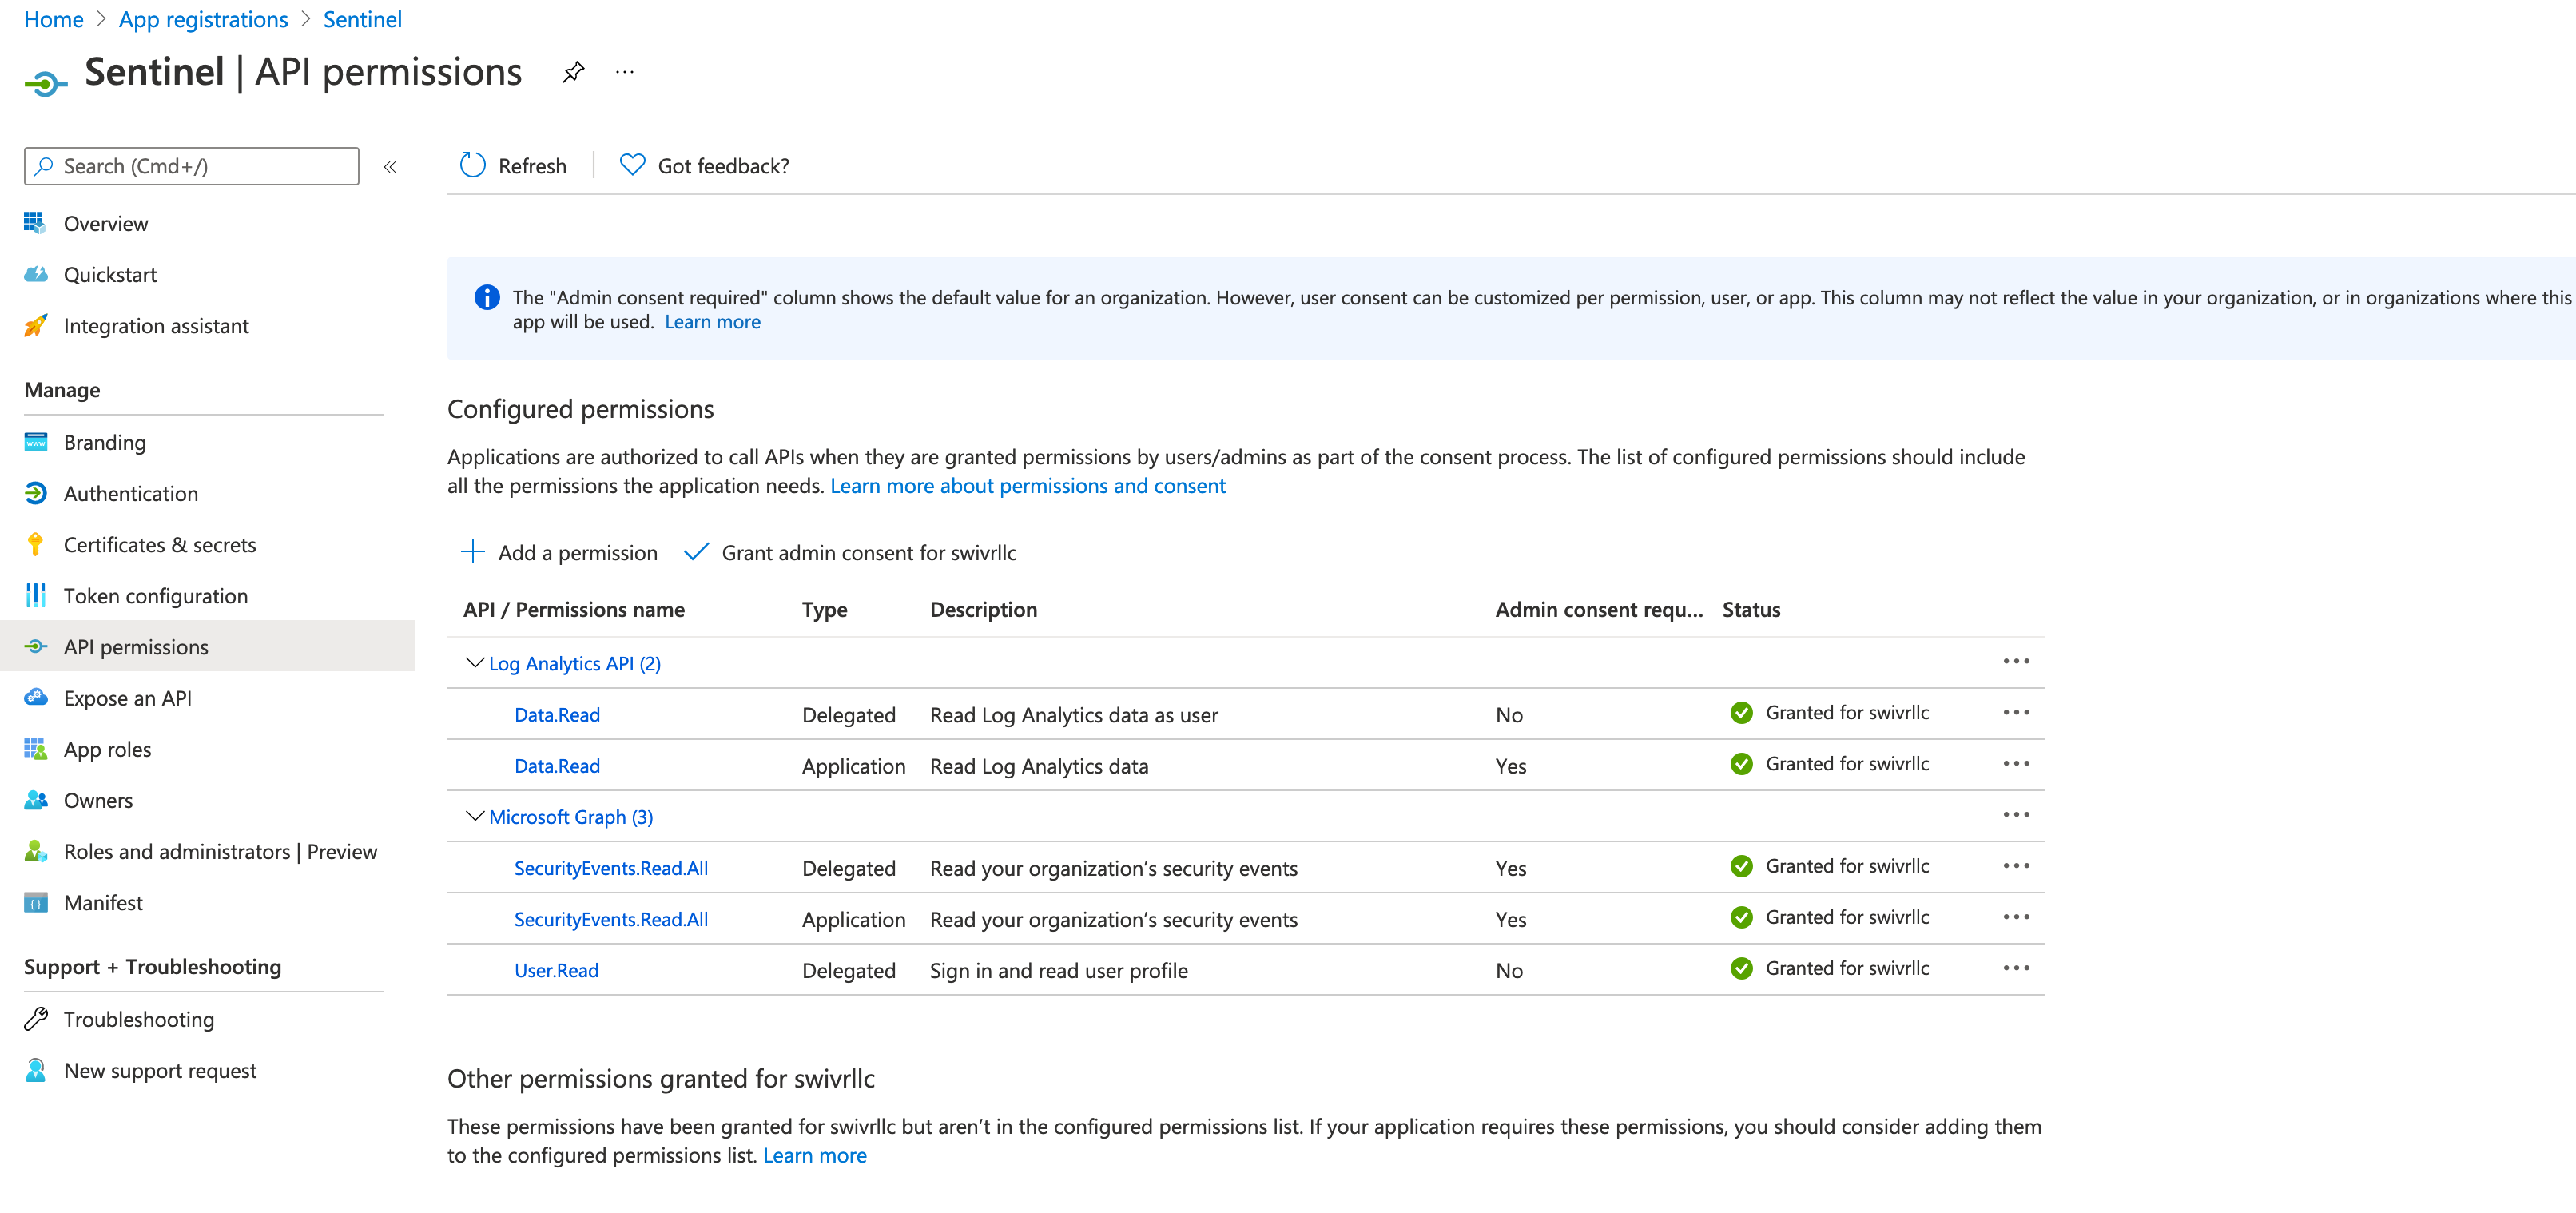 Home > App registrations > Sentinel
Sentinel | API permissions ...
Search (Cmd+/) «
Refresh | Got feedback?
Overview
Quickstart
Integration assistant
Manage
Branding
Authentication
Certificates & secrets
Token configuration
API permissions
Expose an API
App roles
Owners
Roles and administrators | Preview
Manifest
Support + Troubleshooting
Troubleshooting
New support request
The "Admin consent required" column shows the default value for an organization. However, user consent can be customized per permission, user, or app. This column may not reflect the value in your organization, or in organizations where this
app will be used. Learn more
Configured permissions
Applications are authorized to call APIs when they are granted permissions by users/admins as part of the consent process. The list of configured permissions should include
all the permissions the application needs. Learn more about permissions and consent
Add a permission Grant admin consent for swivrllc
API / Permissions name Type Description Admin consent requ... Status
Log Analytics API (2) ...
Data.Read Delegated Read Log Analytics data as user No Granted for swivrllc ...
Data.Read Application Read Log Analytics data Yes Granted for swivrllc ...
Microsoft Graph (3) ...
SecurityEvents.Read.All Delegated Read your organization’s security events Yes Granted for swivrllc ...
SecurityEvents.Read.All Application Read your organization’s security events Yes Granted for swivrllc ...
User.Read Delegated Sign in and read user profile No Granted for swivrllc ...
Other permissions granted for swivrllc
These permissions have been granted for swivrllc but aren’t in the configured permissions list. If your application requires these permissions, you should consider adding them
to the configured permissions list. Learn more